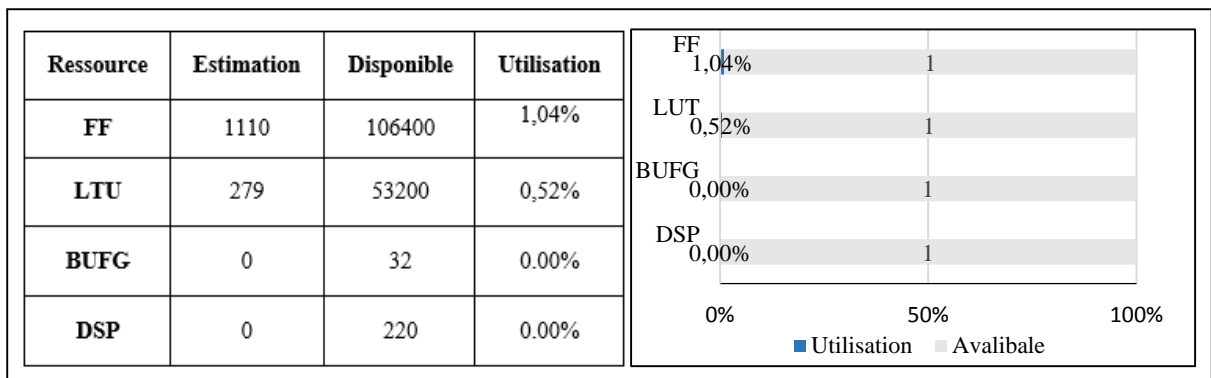 Ressource Estimation Disponible Utilisation
FF 1110 106400 1,04%
LTU 279 53200 0,52%
BUFG 0 32 0.00%
DSP 0 220 0.00%
FF
1,04% 1
LUT
0,52% 1
BUFG
0,00% 1
DSP
0,00% 1
0% 50% 100%
Utilisation Avalibale